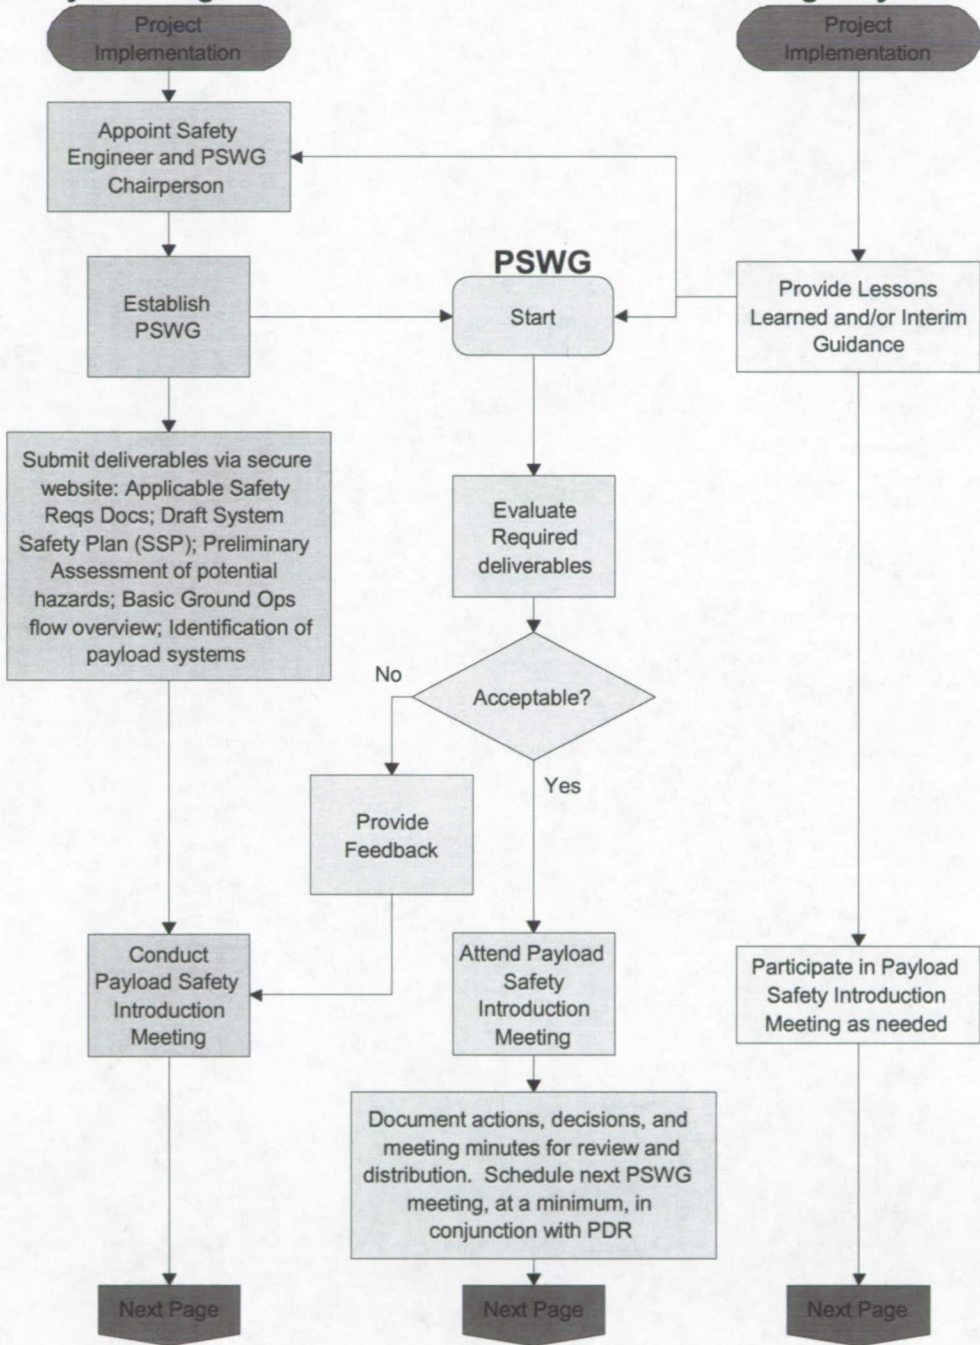 Project
Implementation
Appoint Safety
Engineer and PSWG
Chairperson
Establish
PSWG
Submit deliverables via secure
website: Applicable Safety
Reqs Docs; Draft System
Safety Plan (SSP); Preliminary
Assessment of potential
hazards; Basic Ground Ops
flow overview; Identification of
payload systems
Conduct
Payload Safety
Introduction
Meeting
Next Page
PSWG
Start
Evaluate
Required
deliverables
Acceptable?
No
Yes
Provide
Feedback
Attend Payload
Safety
Introduction
Meeting
Document actions, decisions, and
meeting minutes for review and
distribution. Schedule next PSWG
meeting, at a minimum, in
conjunction with PDR
Next Page
Project
Implementation
Provide Lessons
Learned and/or Interim
Guidance
Participate in Payload
Safety Introduction
Meeting as needed
Next Page